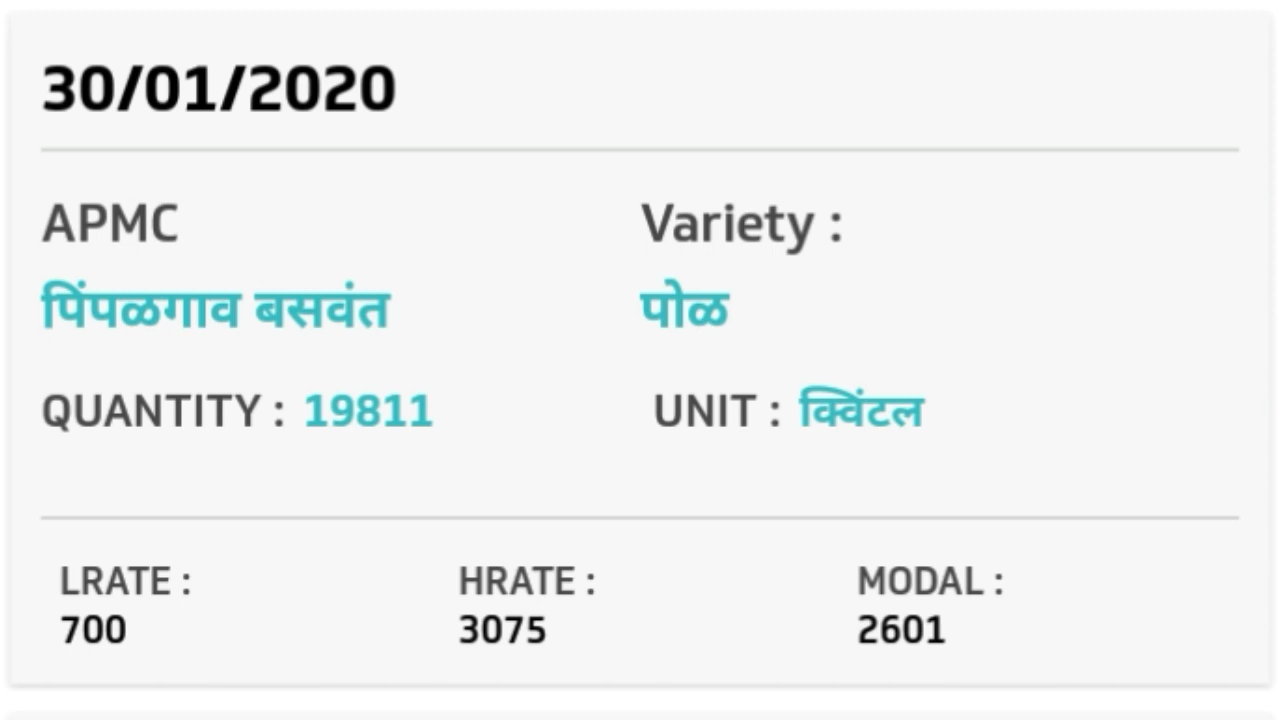 30/01/2020
APMC Variety :
पिंपळगाव बसवंत पोळ
QUANTITY : 19811 UNIT : क्विंटल
LRATE : HRATE : MODAL :
700 3075 2601